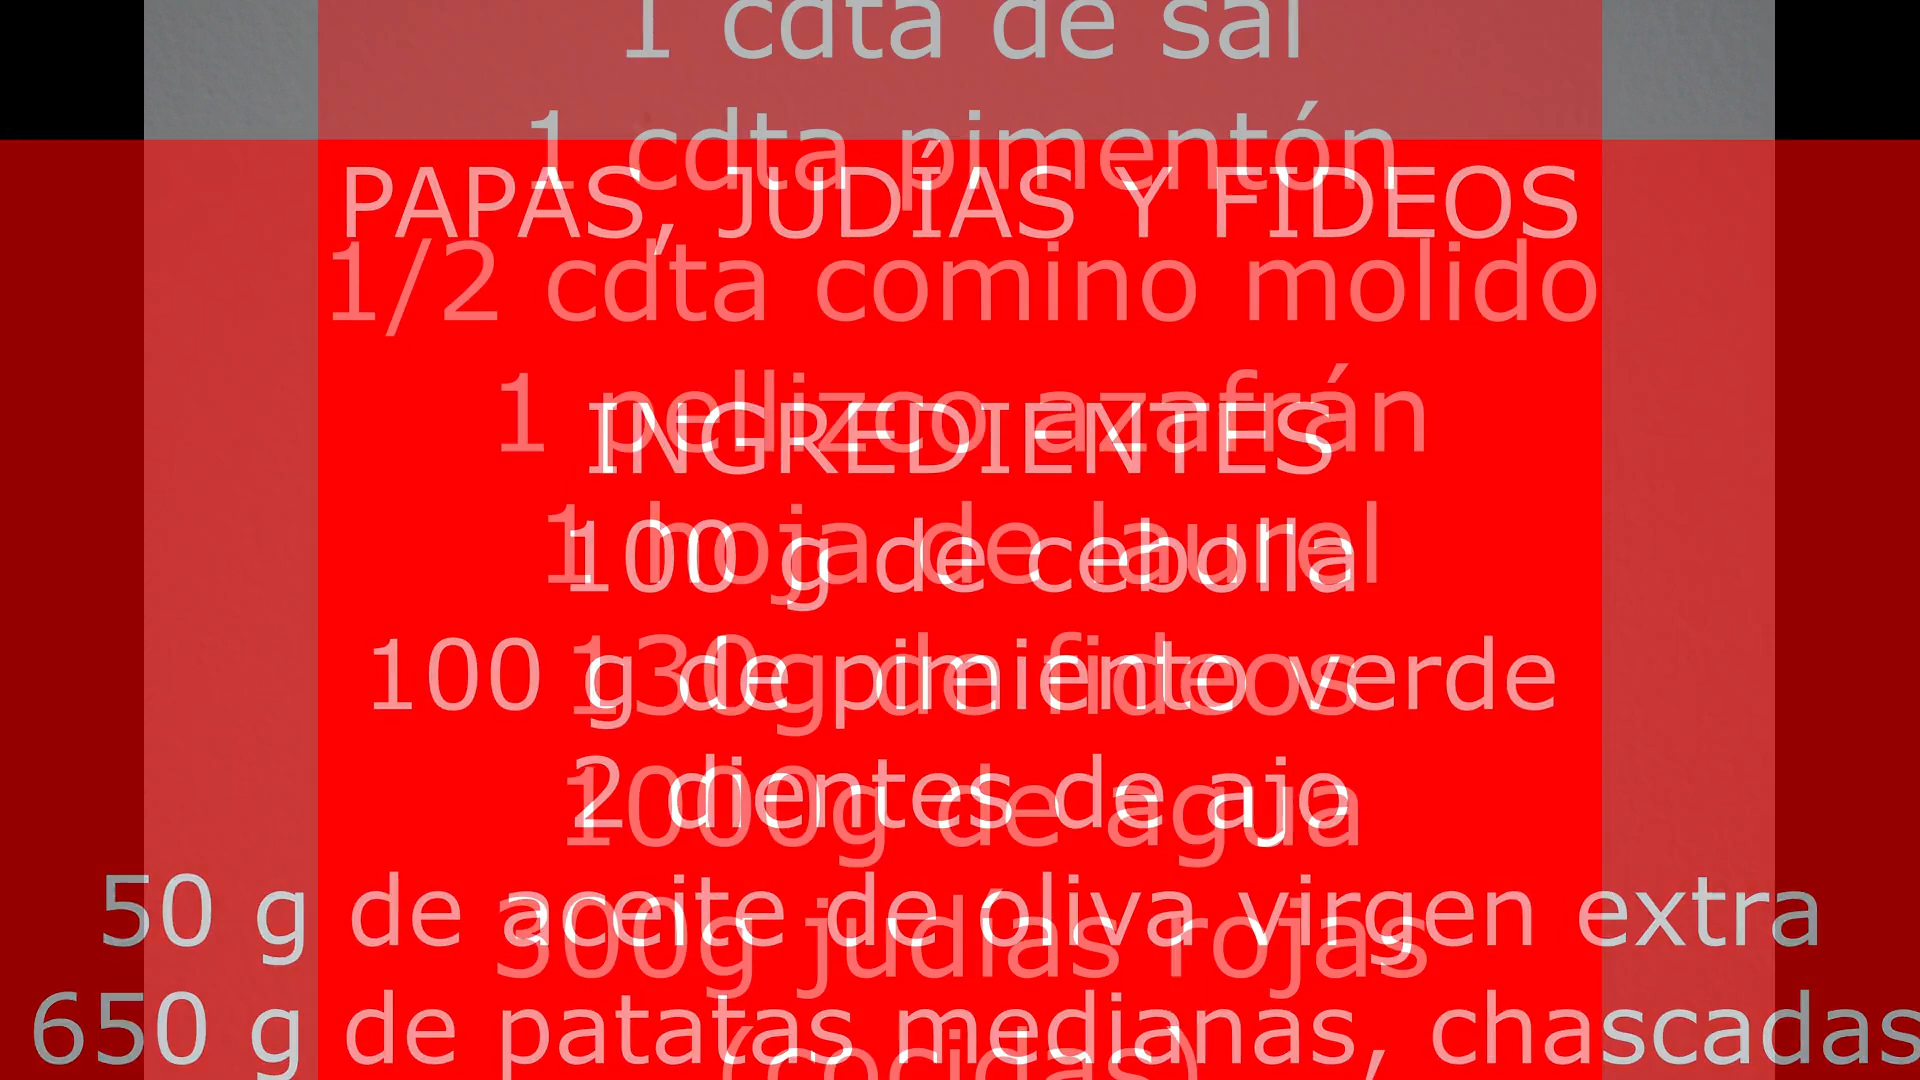 PAPAS, JUDÍAS Y FIDEOS
INGREDIENTES
100 g de cebolla
100 g de pimiento verde
2 dientes de ajo
50 g de aceite de oliva virgen extra
650 g de patatas medianas, chascadas
1 cdta de sal
1 cdta pimentón
1/2 cdta comino molido
1 pellizco azafrán
1 hoja de laurel
130g de fideos
1000g de agua
300g judías rojas
(cocidas)